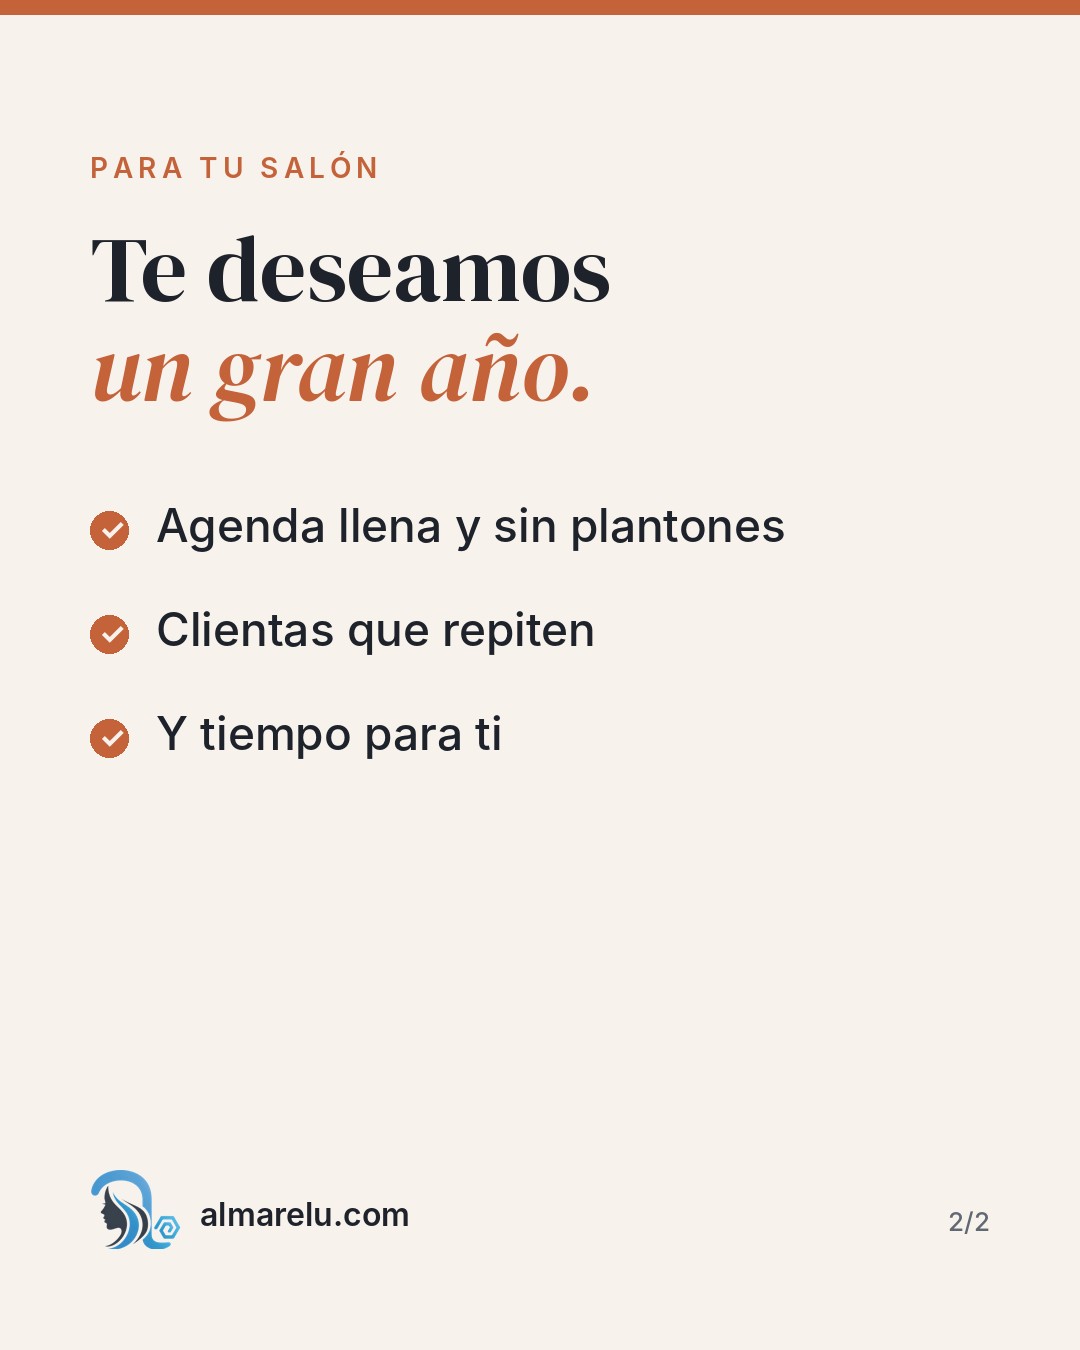 PARA TU SALÓN
Te deseamos
un gran año.
Agenda llena y sin plantones
Clientas que repiten
Y tiempo para ti
almarelu.com
2/2